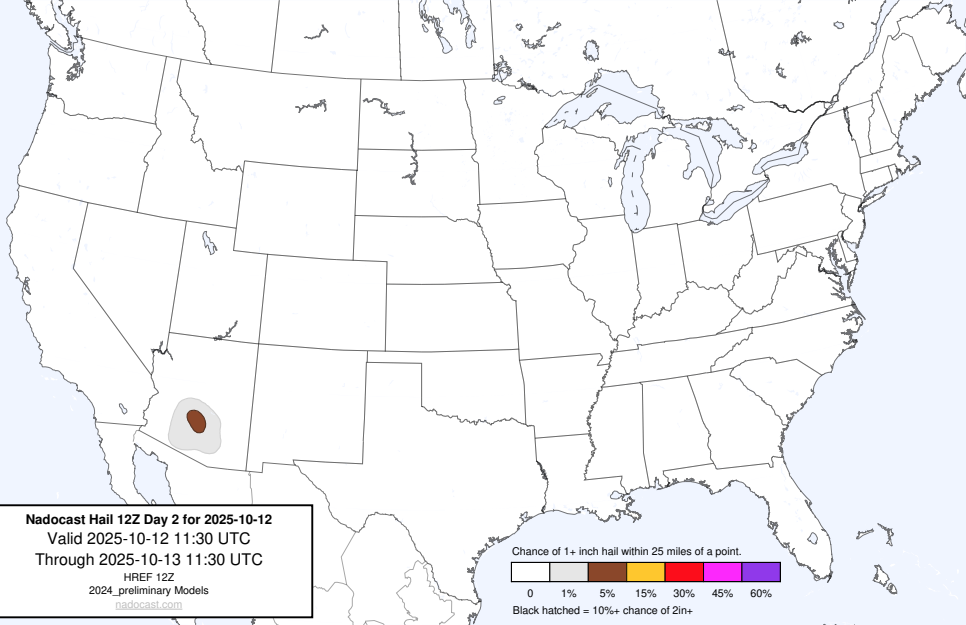 Nadocast Hail 12Z Day 2 for 2025-10-12
Valid 2025-10-12 11:30 UTC
Through 2025-10-13 11:30 UTC
HREF 12Z
2024_preliminary Models
nadocast.com
Chance of 1+ inch hail within 25 miles of a point.
0 1% 5% 15% 30% 45% 60%
Black hatched = 10%+ chance of 2in+